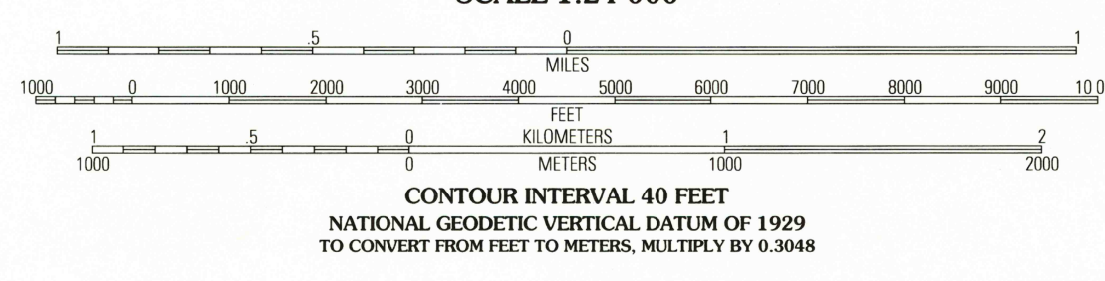 1 .5 0 1
MILES
1000 0 1000 2000 3000 4000 5000 6000 7000 8000 9000
FEET
1 .5 0 KILOMETERS 1 2
1000 0 METERS 1000 2000
CONTOUR INTERVAL 40 FEET
NATIONAL GEODETIC VERTICAL DATUM OF 1929
TO CONVERT FROM FEET TO METERS, MULTIPLY BY 0.3048